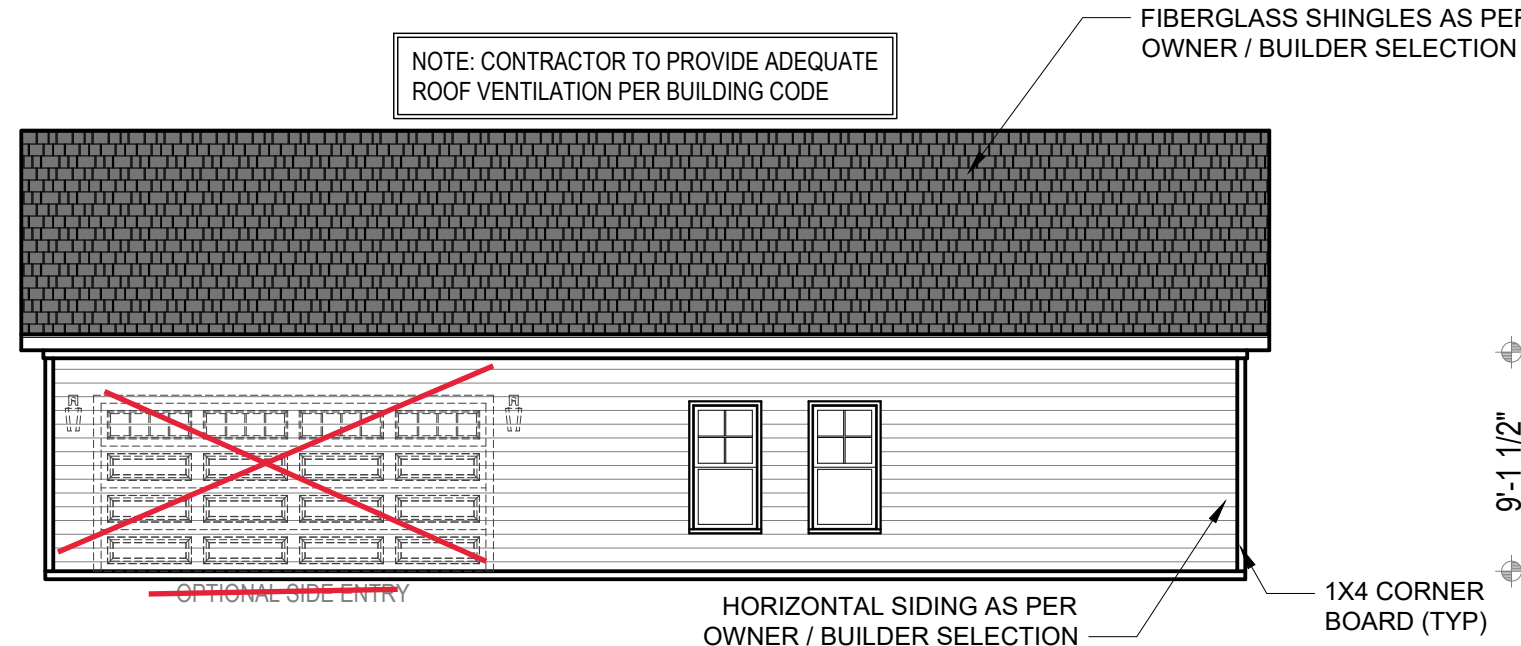 FIBERGLASS SHINGLES AS PER
OWNER / BUILDER SELECTION
NOTE: CONTRACTOR TO PROVIDE ADEQUATE
ROOF VENTILATION PER BUILDING CODE
9'-1 1/2"
OPTIONAL SIDE ENTRY
HORIZONTAL SIDING AS PER
OWNER / BUILDER SELECTION
1X4 CORNER
BOARD (TYP)